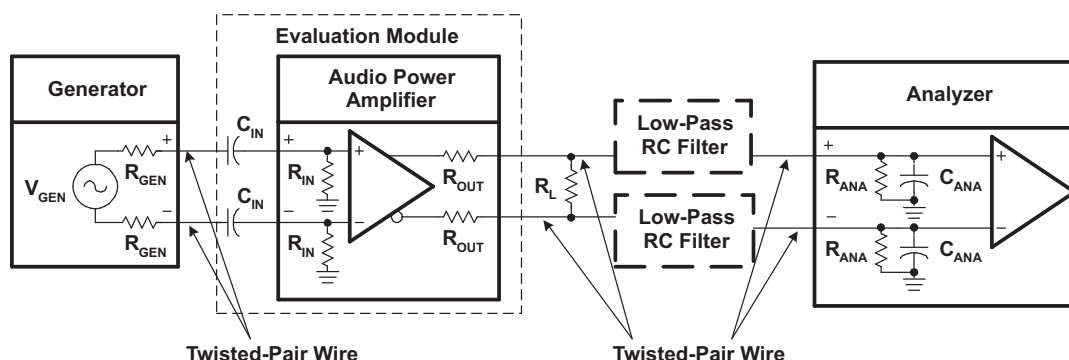 Evaluation Module
Generator
Audio Power
Amplifier
Analyzer
Low-Pass
RC Filter
Low-Pass
RC Filter
V_GEN
R_GEN
R_GEN
+
−
C_IN
C_IN
+
−
R_IN
R_IN
+
−
R_OUT
R_OUT
R_L
+
−
R_ANA
R_ANA
C_ANA
C_ANA
+
−
Twisted-Pair Wire
Twisted-Pair Wire